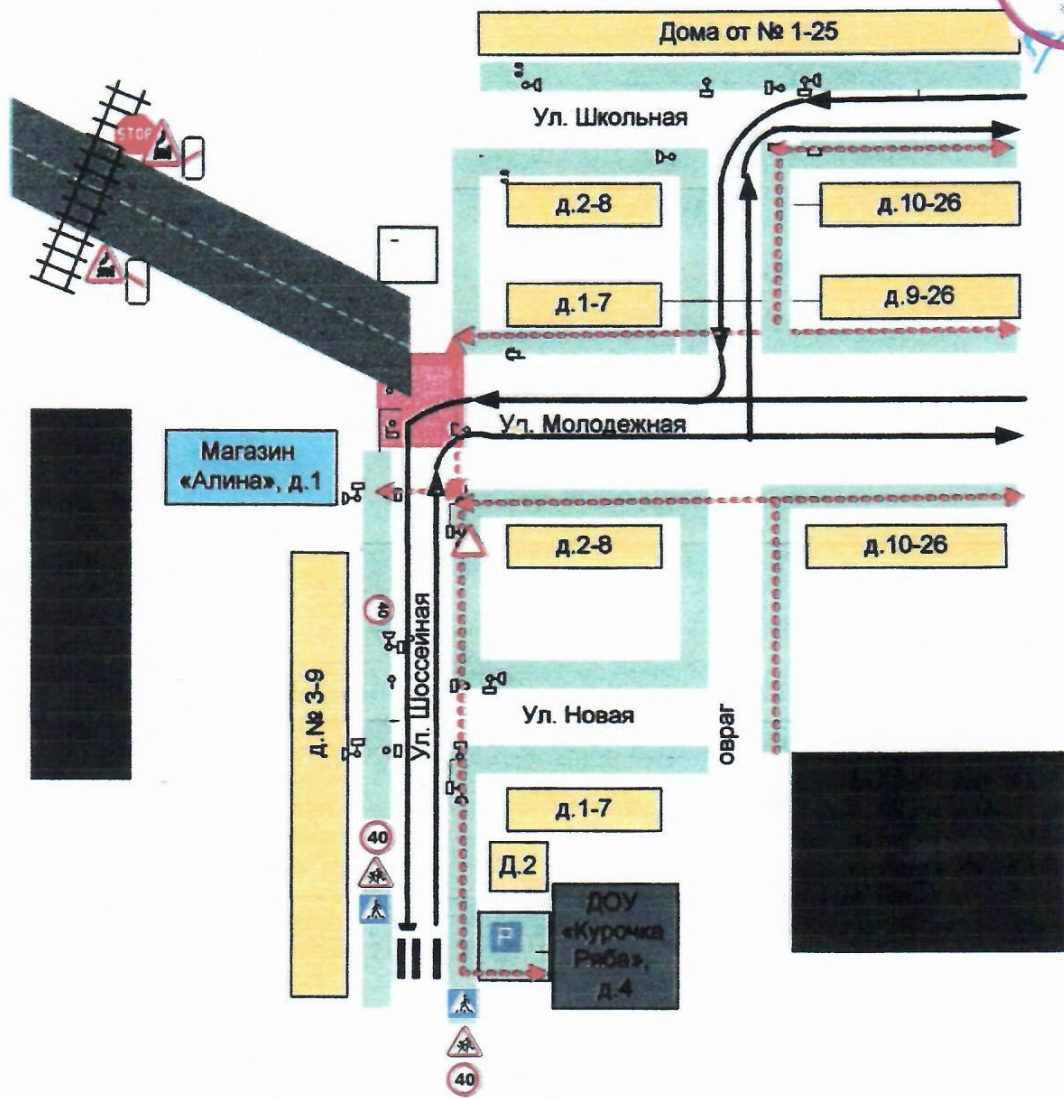 Дома от № 1-25
Ул. Школьная
STOP
д.2-8
д.10-26
д.1-7
д.9-26
Ул. Молодежная
Магазин
«Алина», д.1
д.2-8
д.10-26
40
Ул. Шоссейная
д.№ 3-9
Ул. Новая
овраг
д.1-7
40
Д.2
P
ДОУ
«Курочка
Ряба»,
д.4
40